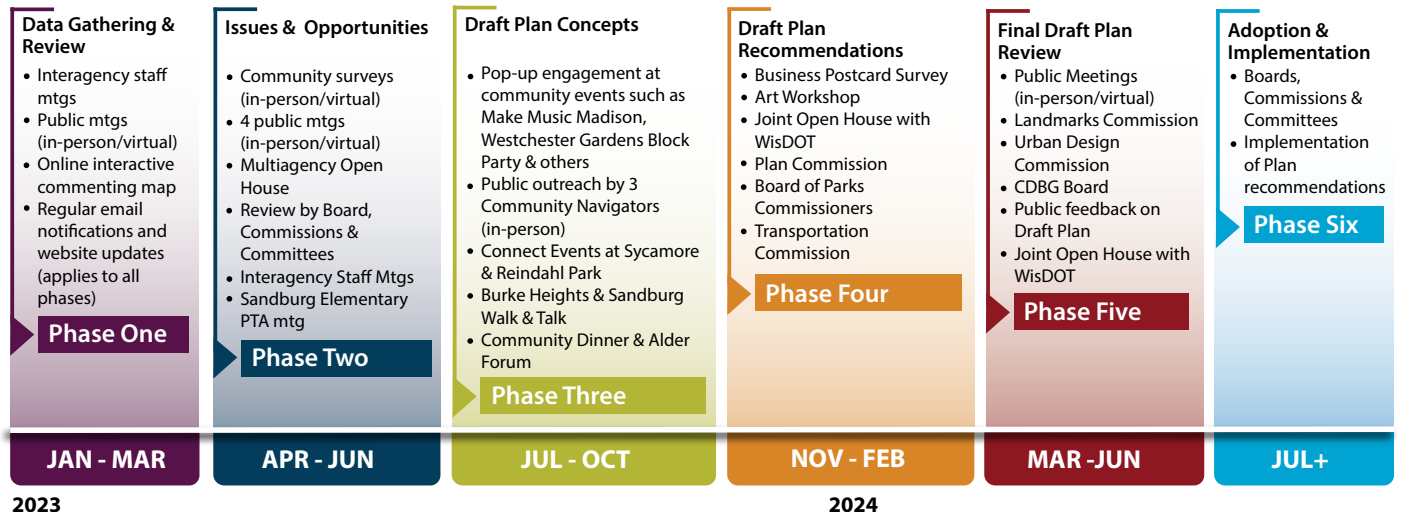 Data Gathering &
Review
• Interagency staff
mtgs
• Public mtgs
(in-person/virtual)
• Online interactive
commenting map
• Regular email
notifications and
website updates
(applies to all
phases)
Phase One
JAN - MAR
Issues & Opportunities
• Community surveys
(in-person/virtual)
• 4 public mtgs
(in-person/virtual)
• Multiagency Open
House
• Review by Board,
Commissions &
Committees
• Interagency Staff Mtgs
• Sandburg Elementary
PTA mtg
Phase Two
APR - JUN
Draft Plan Concepts
• Pop-up engagement at
community events such as
Make Music Madison,
Westchester Gardens Block
Party & others
• Public outreach by 3
Community Navigators
(in-person)
• Connect Events at Sycamore
& Reindahl Park
• Burke Heights & Sandburg
Walk & Talk
• Community Dinner & Alder
Forum
Phase Three
JUL - OCT
Draft Plan
Recommendations
• Business Postcard Survey
• Art Workshop
• Joint Open House with
WisDOT
• Plan Commission
• Board of Parks
Commissioners
• Transportation
Commission
Phase Four
NOV - FEB
Final Draft Plan
Review
• Public Meetings
(in-person/virtual)
• Landmarks Commission
• Urban Design
Commission
• CDBG Board
• Public feedback on
Draft Plan
• Joint Open House with
WisDOT
Phase Five
MAR -JUN
Adoption &
Implementation
• Boards,
Commissions &
Committees
• Implementation
of Plan
recommendations
Phase Six
JUL+
2023
2024